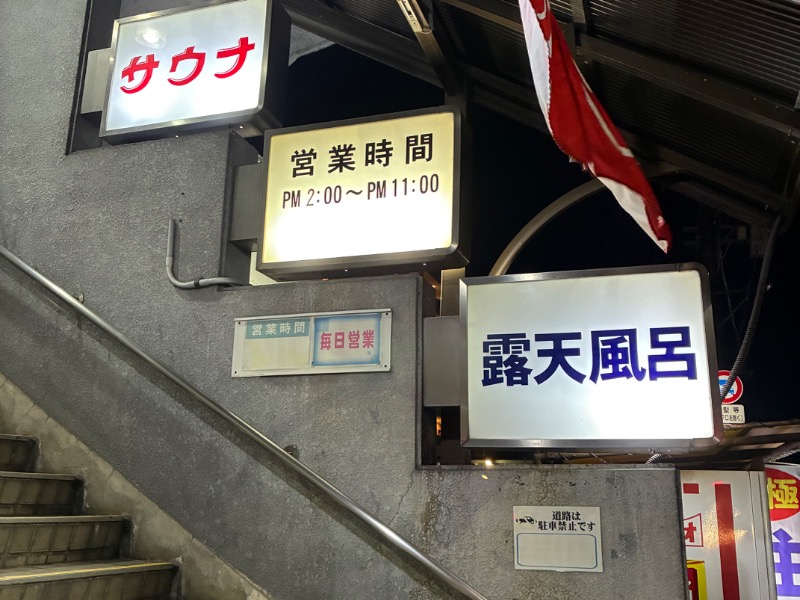 サウナ
営業時間
PM 2:00～PM 11:00
営業時間
毎日営業
露天風呂
道路は
駐車禁止です
極